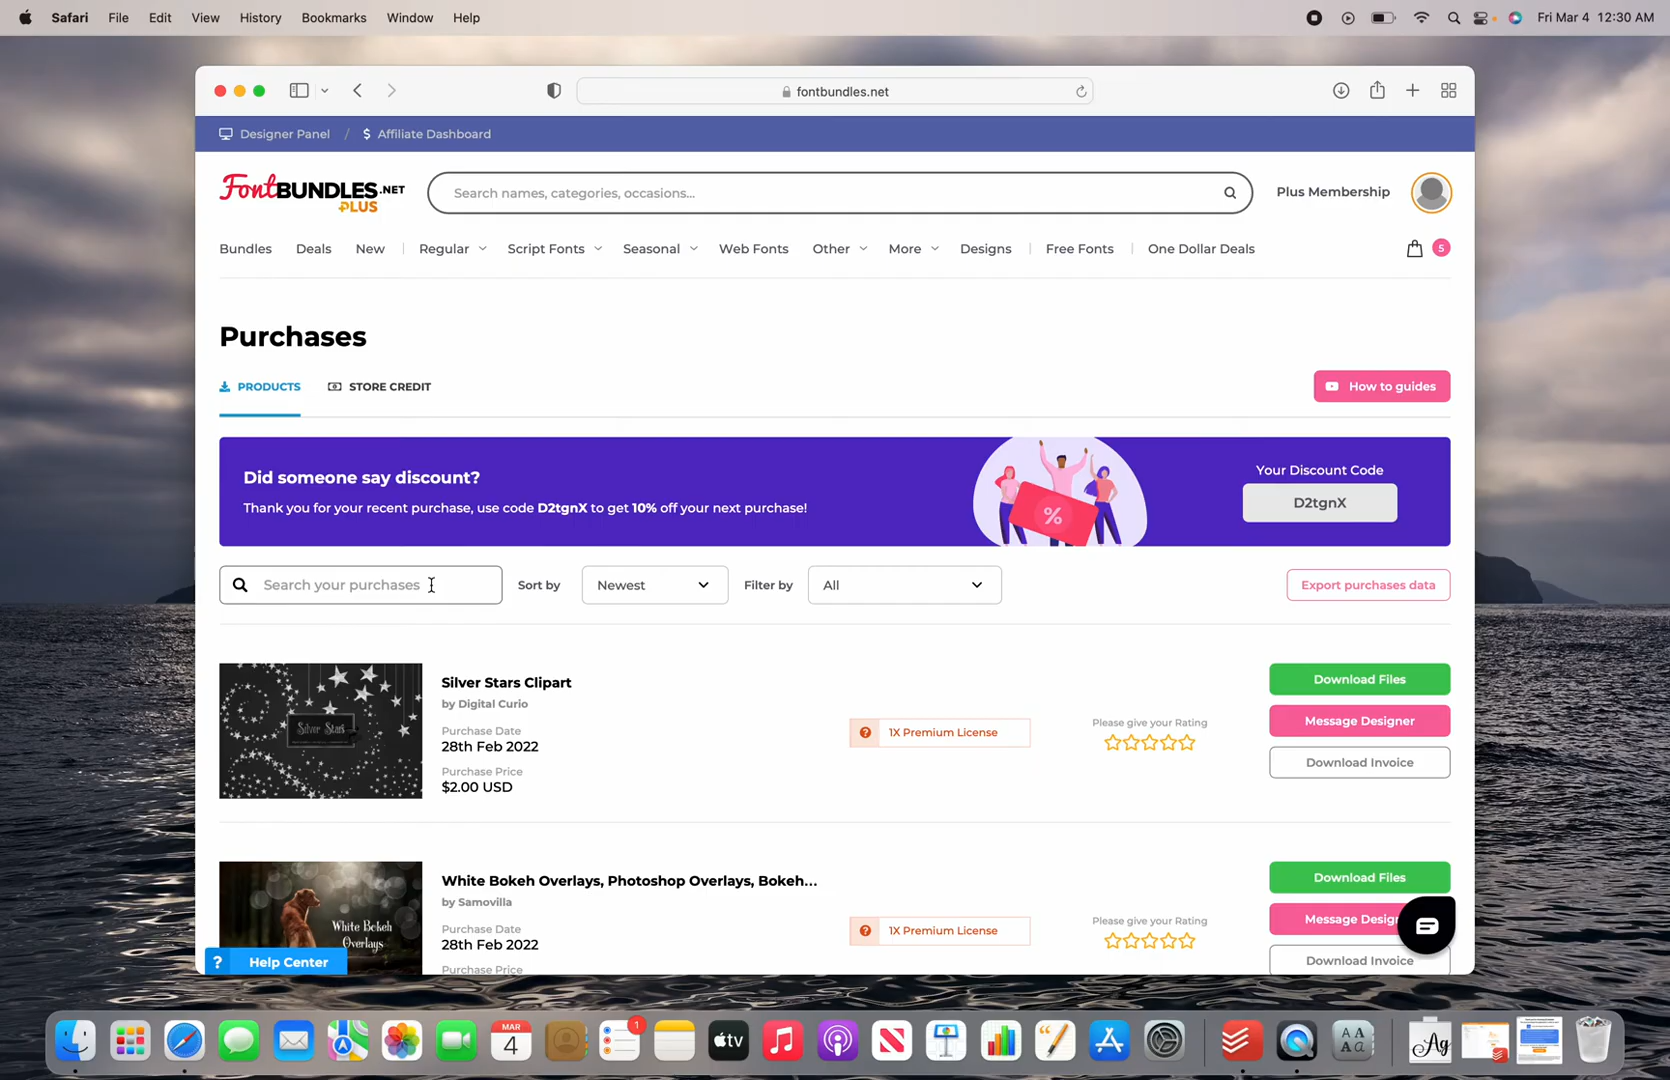 Safari File Edit View History Bookmarks Window Help Fri Mar 4 12:30 AM
fontbundles.net
Designer Panel / $ Affiliate Dashboard
FontBUNDLES.NET
PLUS
Search names, categories, occasions...
Plus Membership
Bundles Deals New Regular Script Fonts Seasonal Web Fonts Other More Designs Free Fonts One Dollar Deals 5
Purchases
PRODUCTS STORE CREDIT
How to guides
Did someone say discount?
Thank you for your recent purchase, use code D2tgnX to get 10% off your next purchase!
%
Your Discount Code
D2tgnX
Search your purchases Sort by Newest Filter by All Export purchases data
Silver Stars
Silver Stars Clipart
by Digital Curio
Purchase Date
28th Feb 2022
Purchase Price
$2.00 USD
? 1X Premium License
Please give your Rating
Download Files
Message Designer
Download Invoice
White Bokeh
Overlays
White Bokeh Overlays, Photoshop Overlays, Bokeh...
by Samovilla
Purchase Date
28th Feb 2022
Purchase Price
? 1X Premium License
Please give your Rating
Download Files
Message Desig
Download Invoice
? Help Center
1
MAR
4
tv
A A
A a
Ag